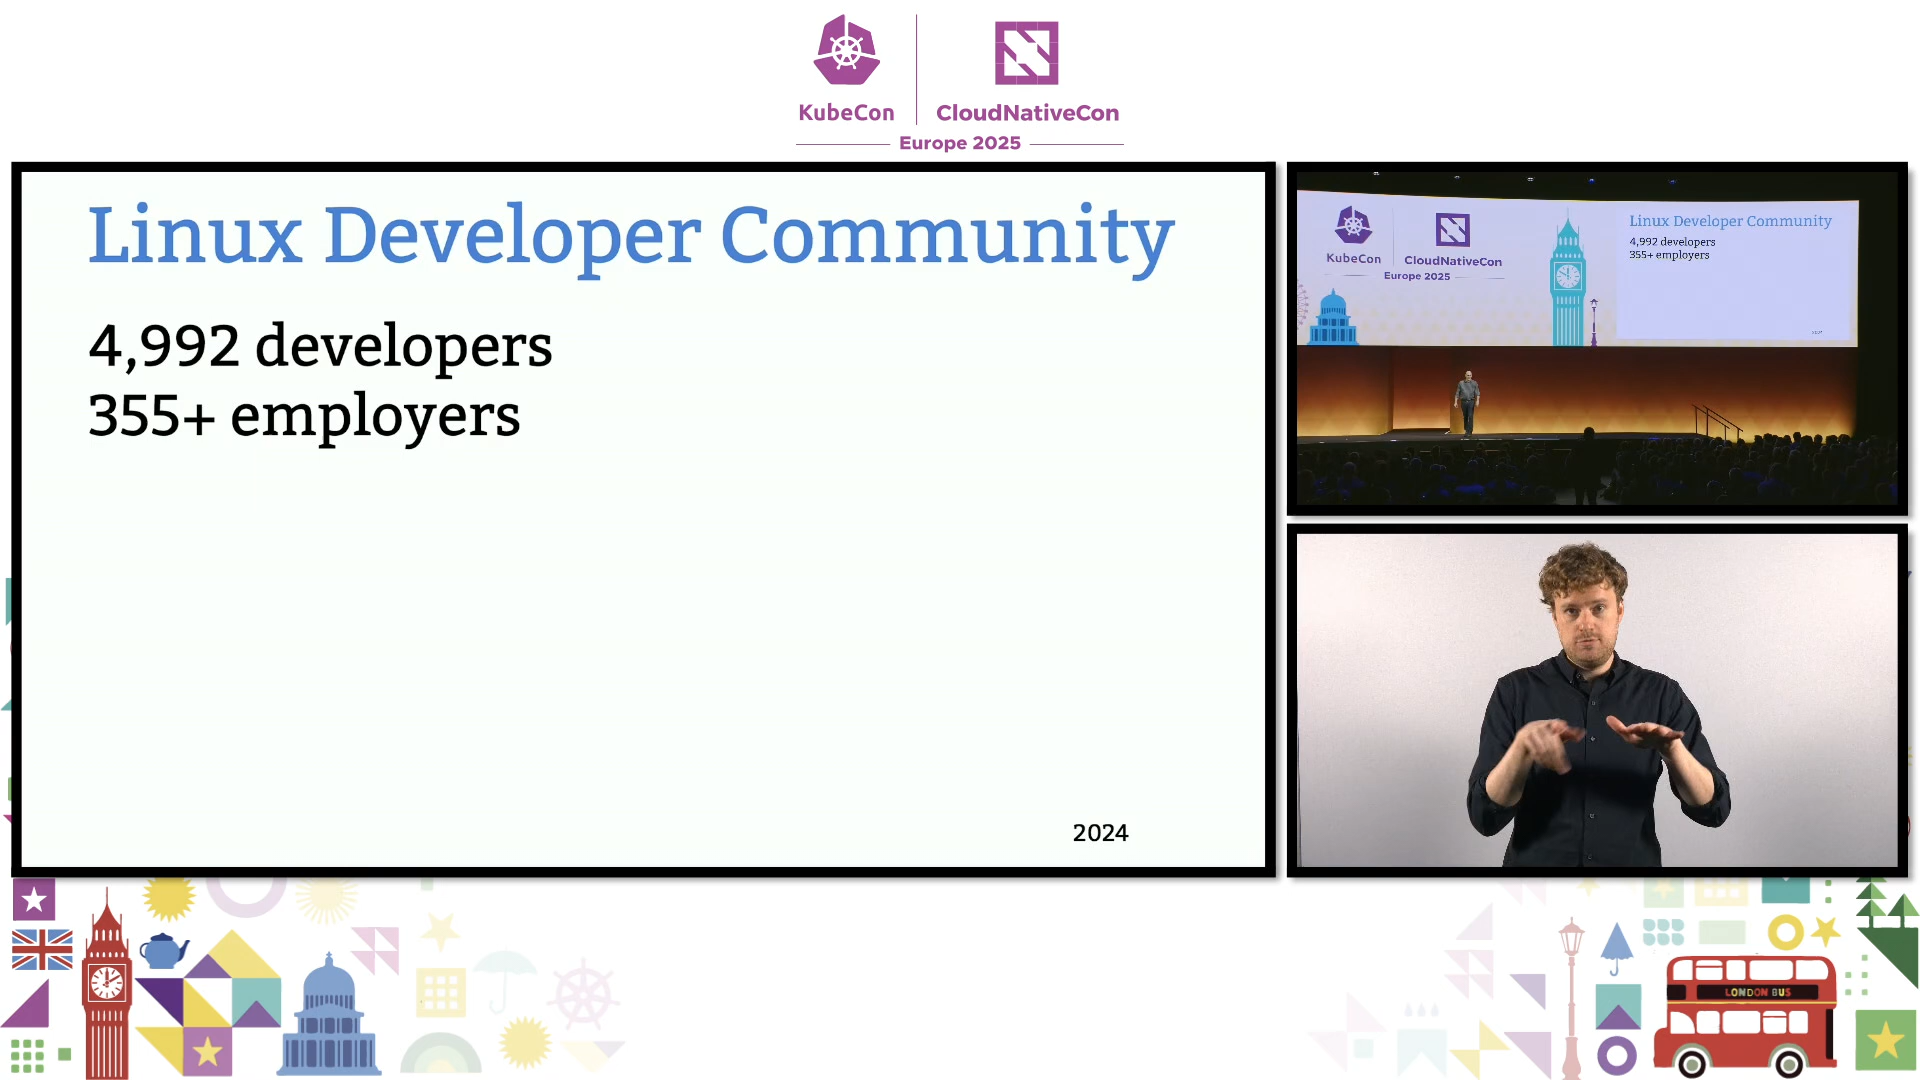 KubeCon
CloudNativeCon
Europe 2025
Linux Developer Community
4,992 developers
355+ employers
2024
KubeCon
CloudNativeCon
Europe 2025
Linux Developer Community
4,992 developers
355+ employers
LONDON BUS